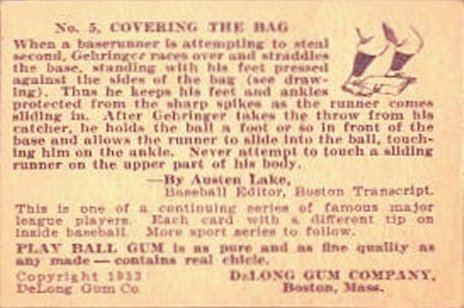 No. 5, COVERING THE BAG
When a baserunner is attempting to steal
second, Gehringer races over and straddles
the base, standing with his feet pressed
against the sides of the bag (see draw-
ing). Thus he keeps his feet and ankles
protected from the sharp spikes as the runner comes
sliding in. After Gehringer takes the throw from his
catcher, he holds the ball a foot or so in front of the
base and allows the runner to slide into the ball, touch-
ing him on the ankle. Never attempt to touch a sliding
runner on the upper part of his body.
—By Austen Lake,
Baseball Editor, Boston Transcript.
This is one of a continuing series of famous major
league players. Each card with a different tip on
inside baseball. More sport series to follow.
PLAY BALL GUM is as pure and as fine quality as
any made — contains real chicle.
Copyright 1933 DeLONG GUM COMPANY,
DeLong Gum Co. Boston, Mass.